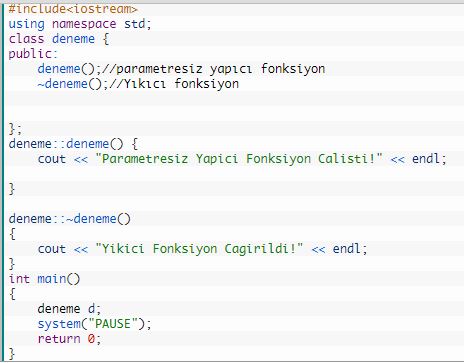 #include<iostream>
using namespace std;
class deneme {
public:
deneme();//parametresiz yapıcı fonksiyon
~deneme();//Yıkıcı fonksiyon
};
deneme::deneme() {
cout << "Parametresiz Yapici Fonksiyon Calisti!" << endl;
}
deneme::~deneme()
{
cout << "Yikici Fonksiyon Cagirildi!" << endl;
}
int main()
{
deneme d;
system("PAUSE");
return 0;
}